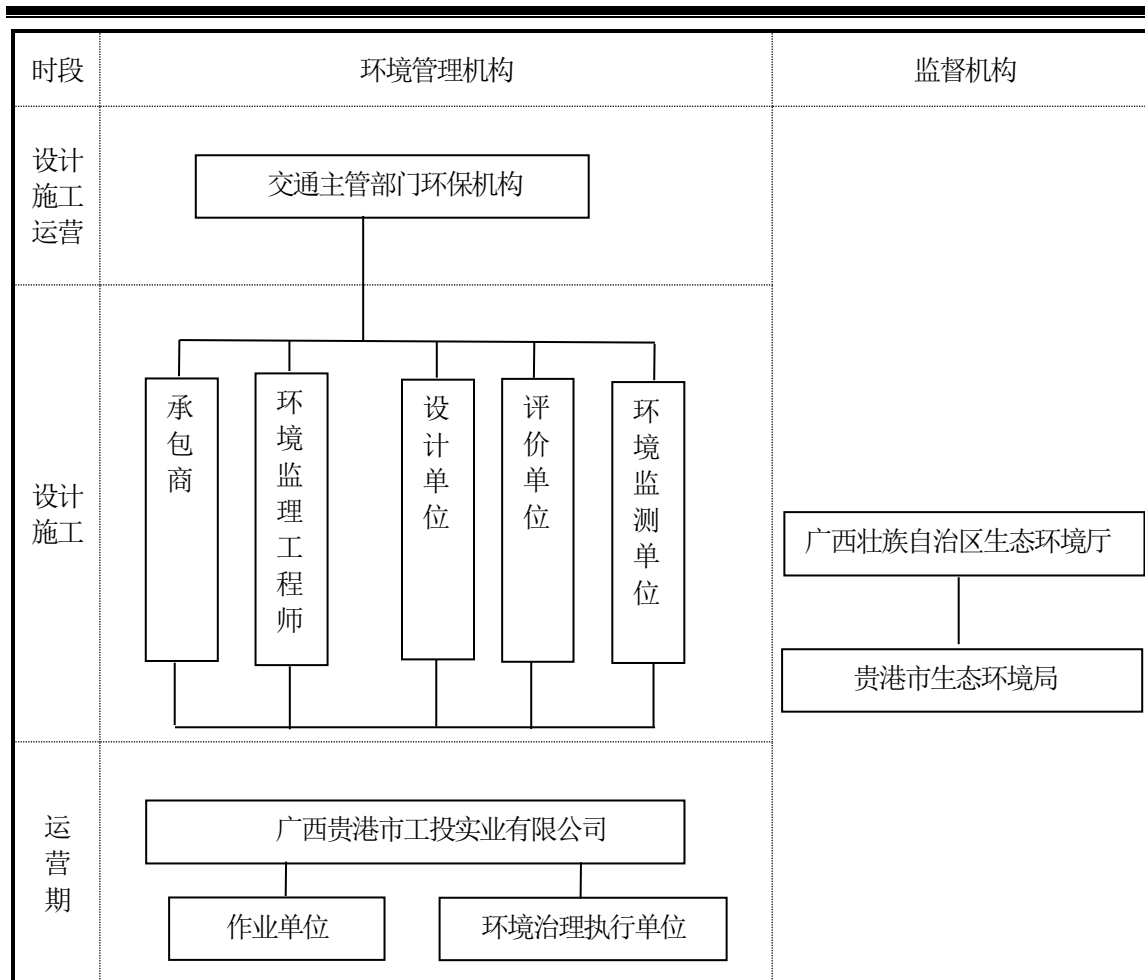 时段
环境管理机构
监督机构
设计
施工
运营
交通主管部门环保机构
设计
施工
承包商
环境监理工程师
设计单位
评价单位
环境监测单位
广西壮族自治区生态环境厅
贵港市生态环境局
运
营
期
广西贵港市工投实业有限公司
作业单位
环境治理执行单位